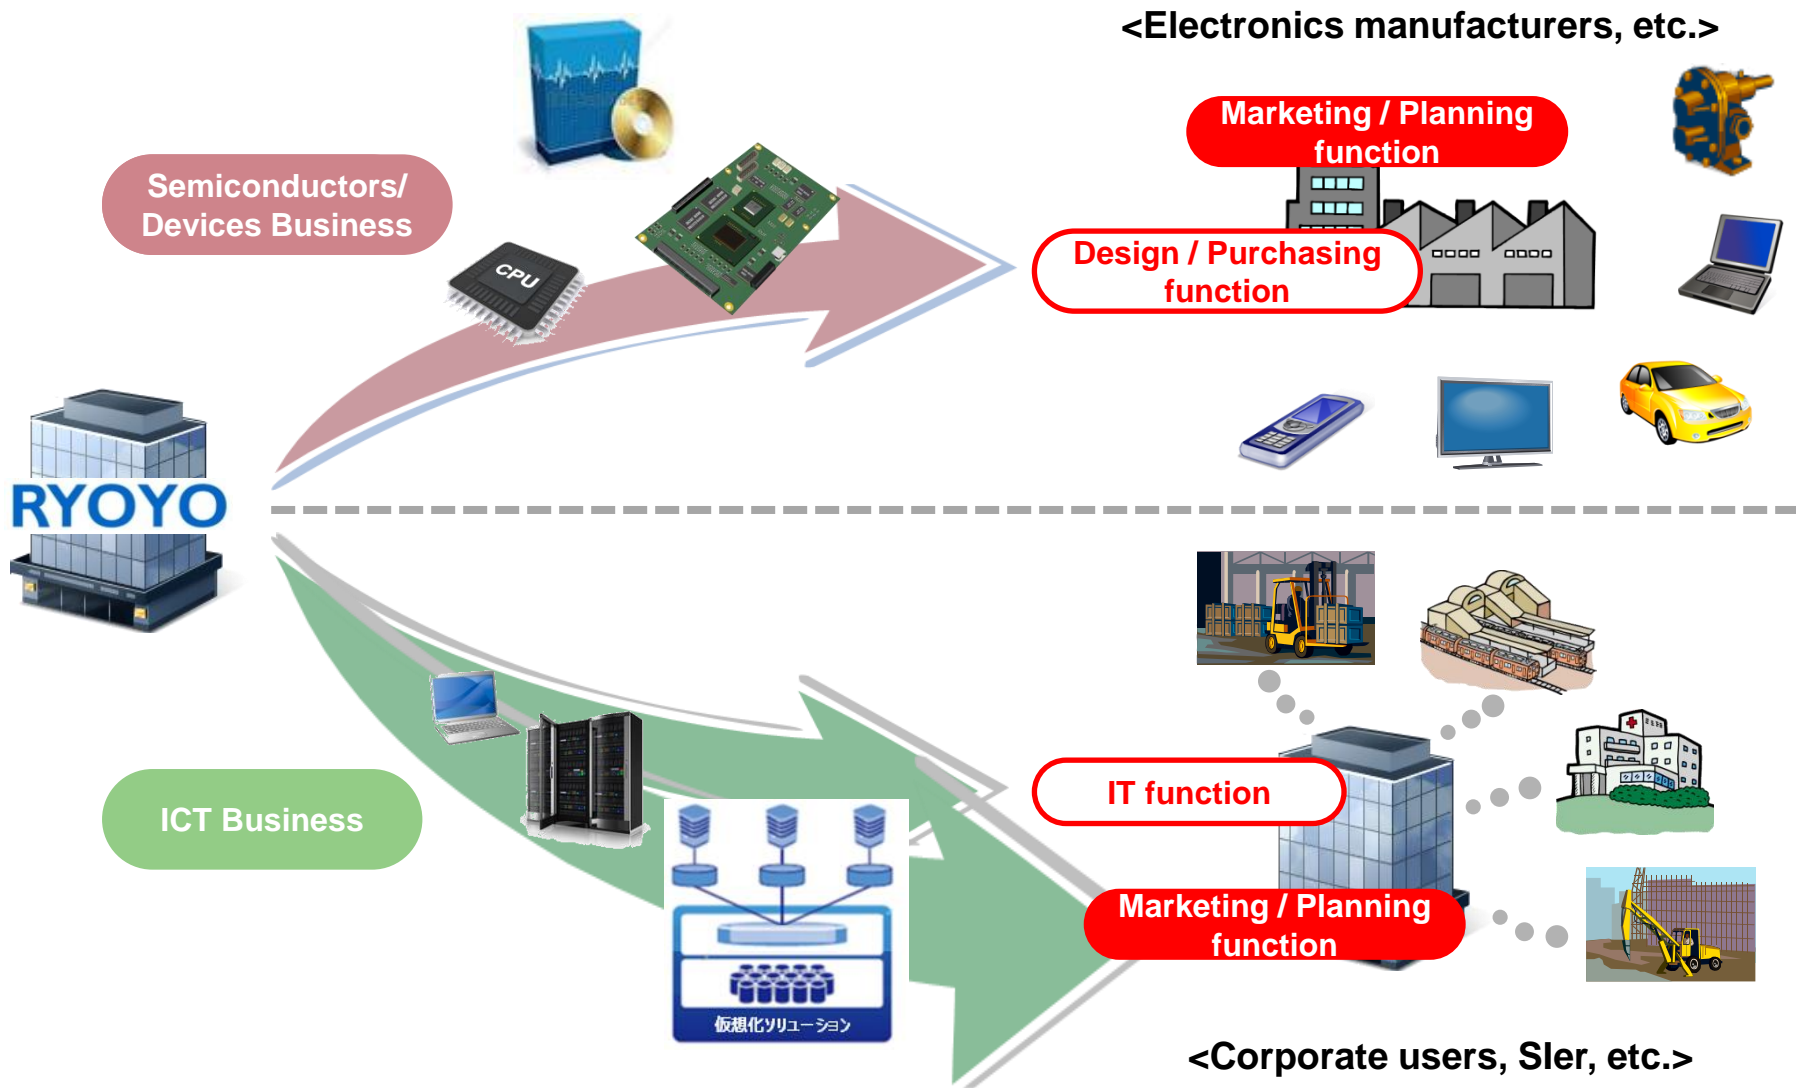 <Electronics manufacturers, etc.>
Marketing / Planning
function
Semiconductors/
Devices Business
CPU
Design / Purchasing
function
RYOYO
IT function
ICT Business
Marketing / Planning
function
仮想化ソリューション
<Corporate users, SIer, etc.>